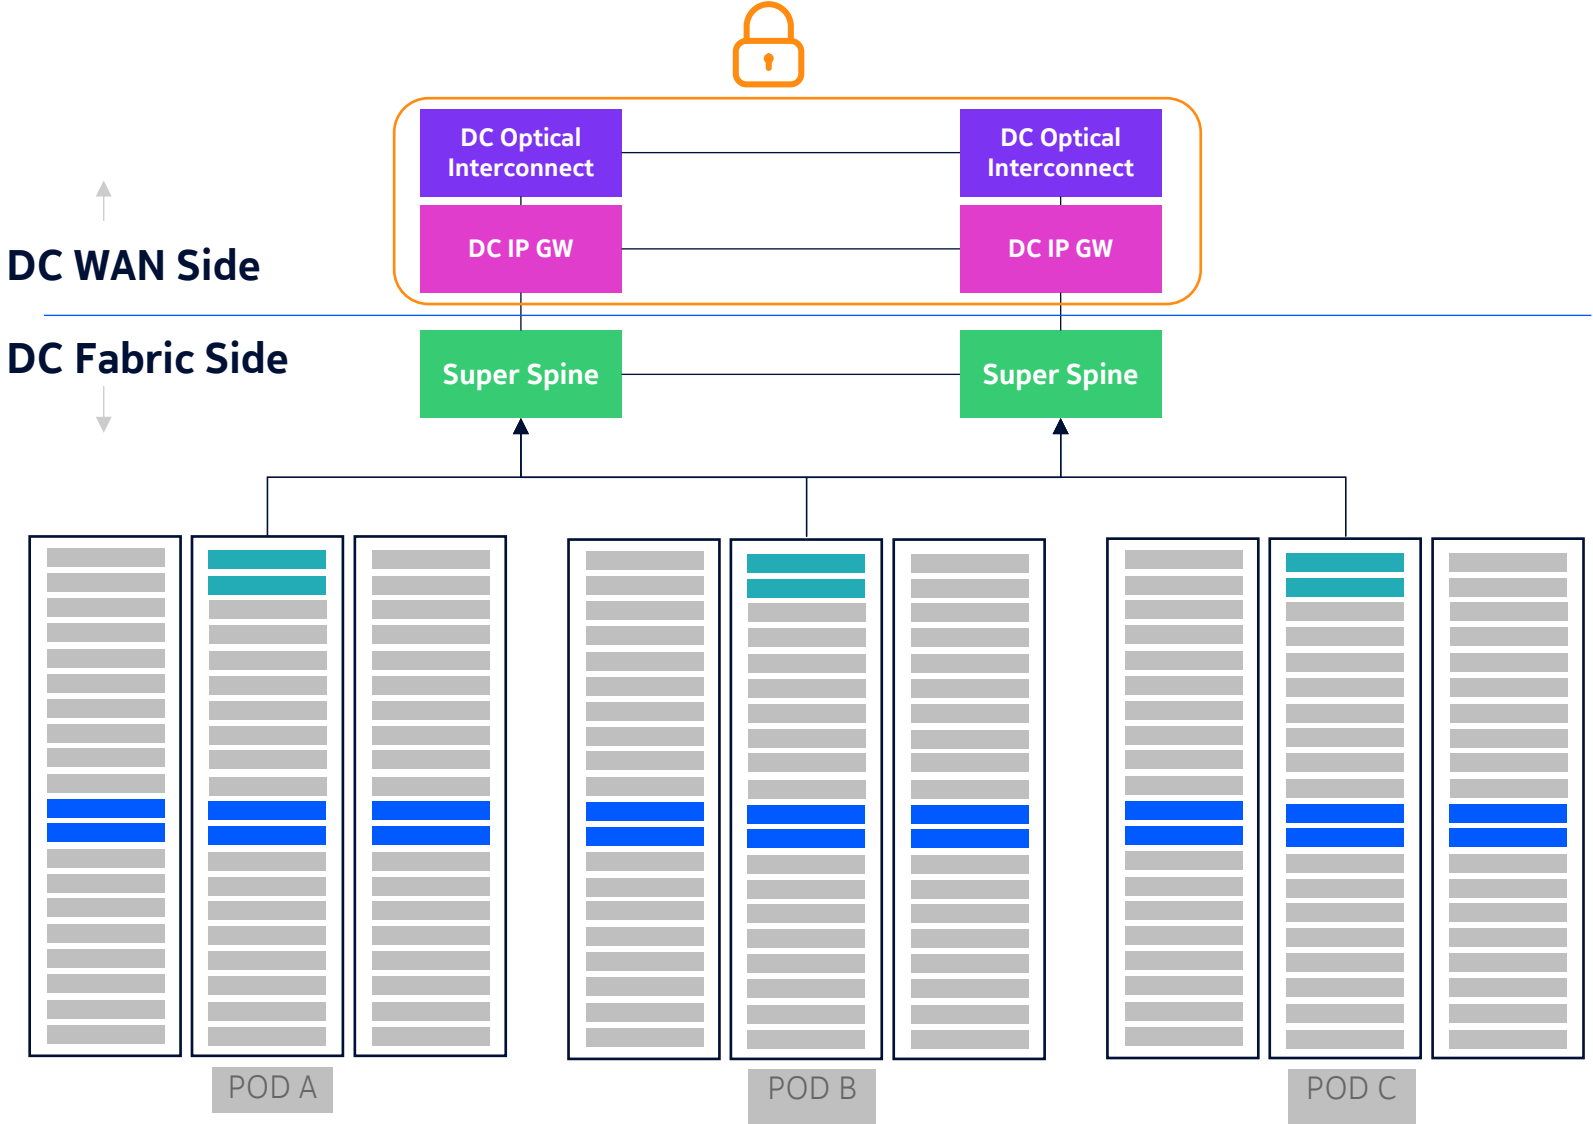 DC Optical
Interconnect
DC Optical
Interconnect
DC IP GW
DC IP GW
DC WAN Side
DC Fabric Side
Super Spine
Super Spine
POD A
POD B
POD C